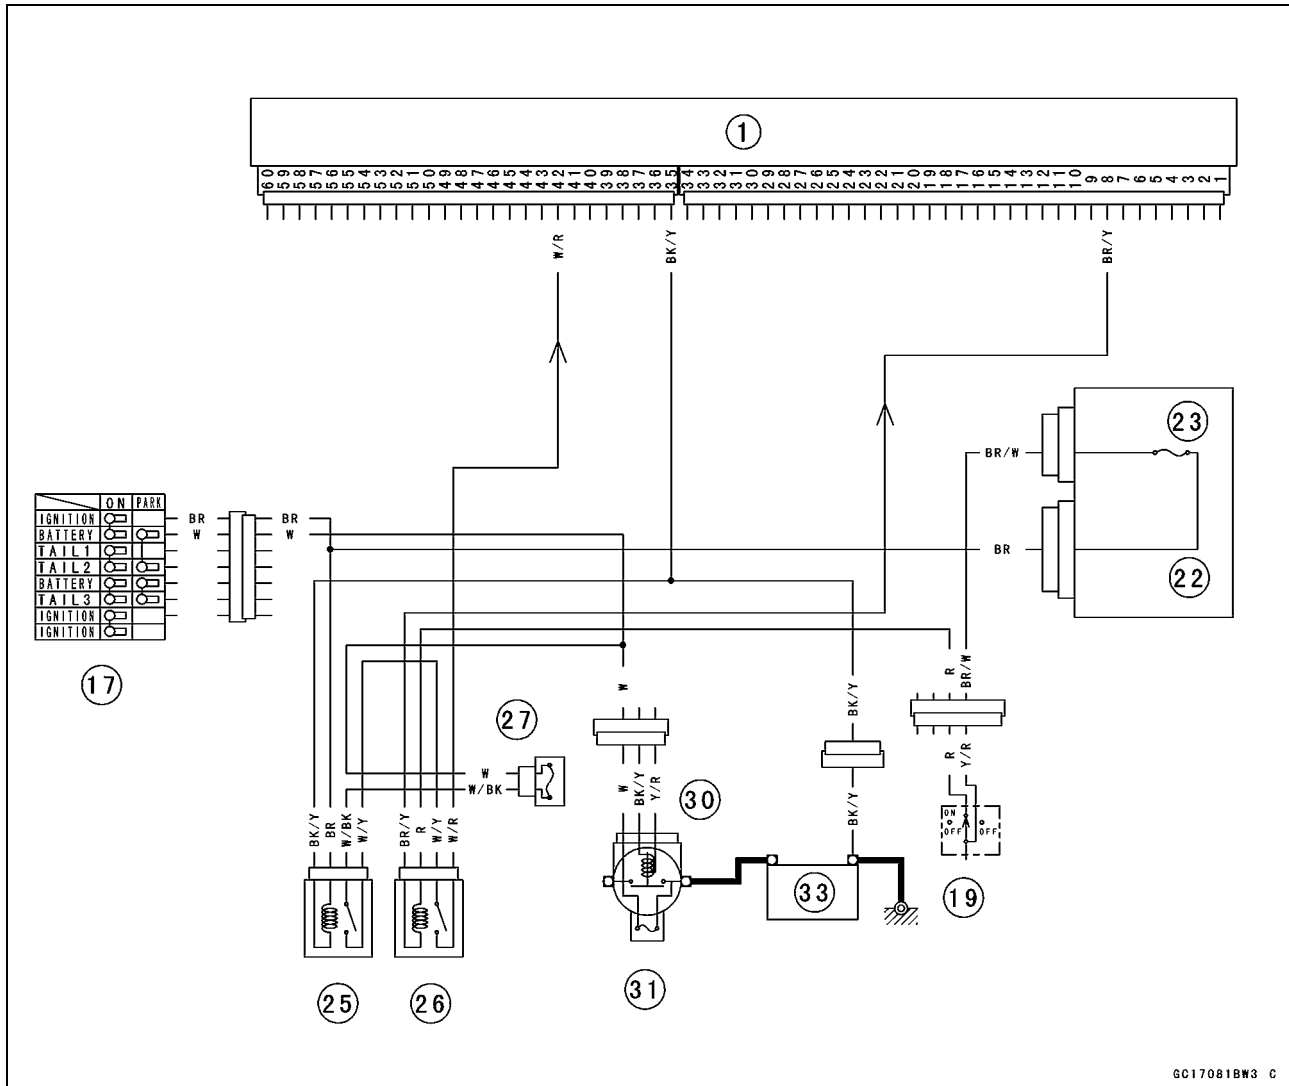 1
60 59 58 57 56 55 54 53 52 51 50 49 48 47 46 45 44 43 42 41 40 39 38 37 36 35 34 33 32 31 30 29 28 27 26 25 24 23 22 21 20 19 18 17 16 15 14 13 12 11 10 9 8 7 6 5 4 3 2 1
W/R
BK/Y
BR/Y
23
BR/W
ON PARK
IGNITION
BATTERY
TAIL1
TAIL2
BATTERY
TAIL3
IGNITION
IGNITION
BR
W
BR
W
BR
22
17
W
R
BR/W
BK/Y
27
W
W/BK
R
Y/R
W
BK/Y
Y/R
30
BK/Y
BK/Y
BR
W/BK
W/Y
BR/Y
R
W/Y
W/R
ON
OFF
OFF
33
19
25
26
31
GC17081BW3 C